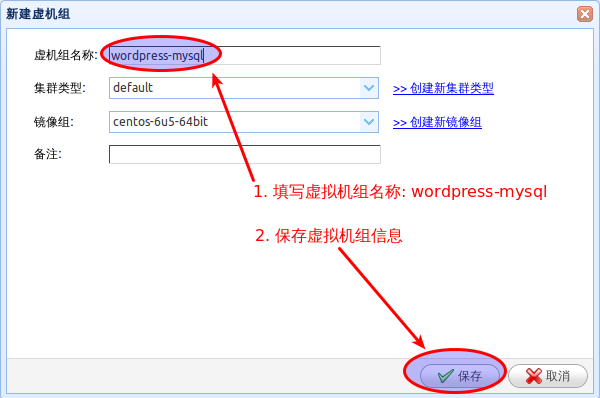 新建虚机组
虚机组名称: wordpress-mysql
集群类型: default >> 创建新集群类型
镜像组: centos-6u5-64bit >> 创建新镜像组
备注:
1. 填写虚拟机组名称: wordpress-mysql
2. 保存虚拟机组信息
保存 取消